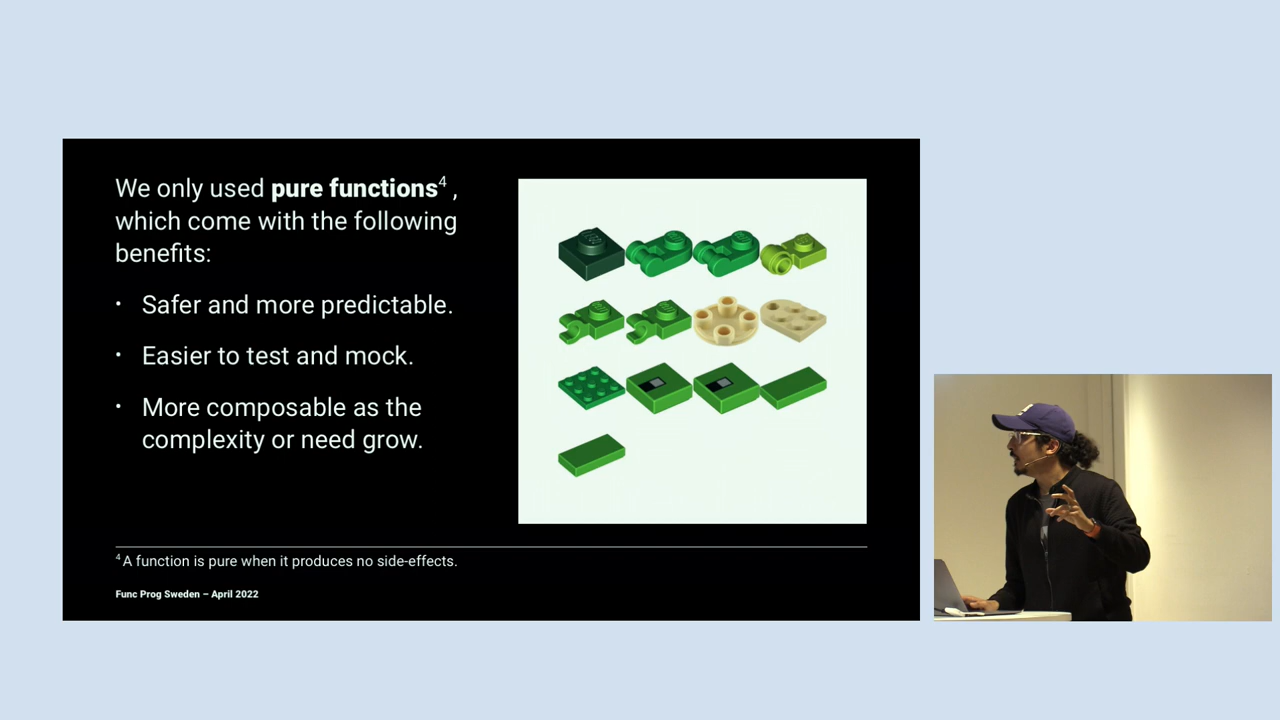 We only used pure functions⁴ ,
which come with the following
benefits:
• Safer and more predictable.
• Easier to test and mock.
• More composable as the
complexity or need grow.
⁴ A function is pure when it produces no side-effects.
Func Prog Sweden – April 2022